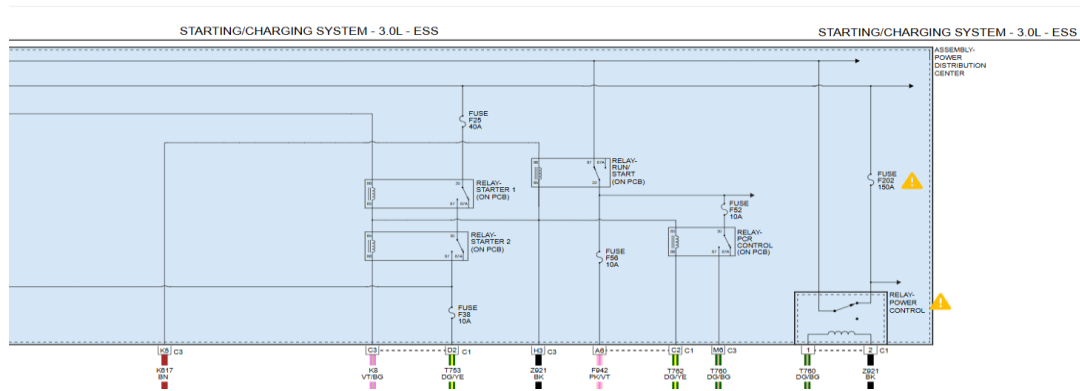 STARTING/CHARGING SYSTEM - 3.0L - ESS
STARTING/CHARGING SYSTEM - 3.0L - ESS
ASSEMBLY-
POWER
DISTRIBUTION
CENTER
FUSE
F25
40A
RELAY-
RUN/
START
(ON PCB)
RELAY-
STARTER 1
(ON PCB)
FUSE
F202
150A
FUSE
F52
10A
RELAY-
STARTER 2
(ON PCB)
RELAY-
PCR
CONTROL
(ON PCB)
FUSE
F56
10A
RELAY-
POWER
CONTROL
FUSE
F38
10A
K5 C3
C3 D2 C1
H3 C3
A6
C2 C1
M6 C3
1 2 C1
K617
BN
K8
VT/BG
T753
DG/YE
Z921
BK
F942
PK/VT
T762
DG/YE
T760
DG/BG
T760
DG/BG
Z921
BK